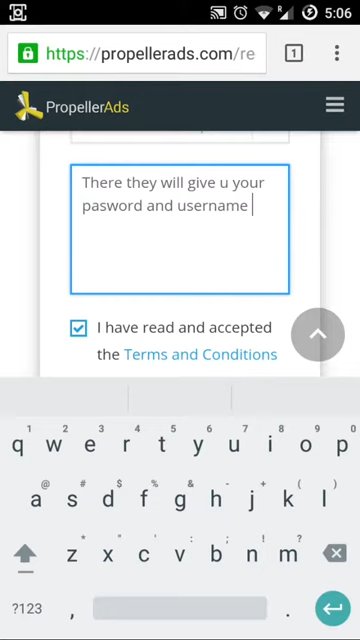 R 5:06
https://propellerads.com/re 1
PropellerAds
There they will give u your
pasword and username
I have read and accepted
the Terms and Conditions
1 2 3 4 5 6 7 8 9 0
q w e r t y u i o p
@ # $ % & - + ( )
a s d f g h j k l
* " ' : ; ! ?
z x c v b n m
?123 , .